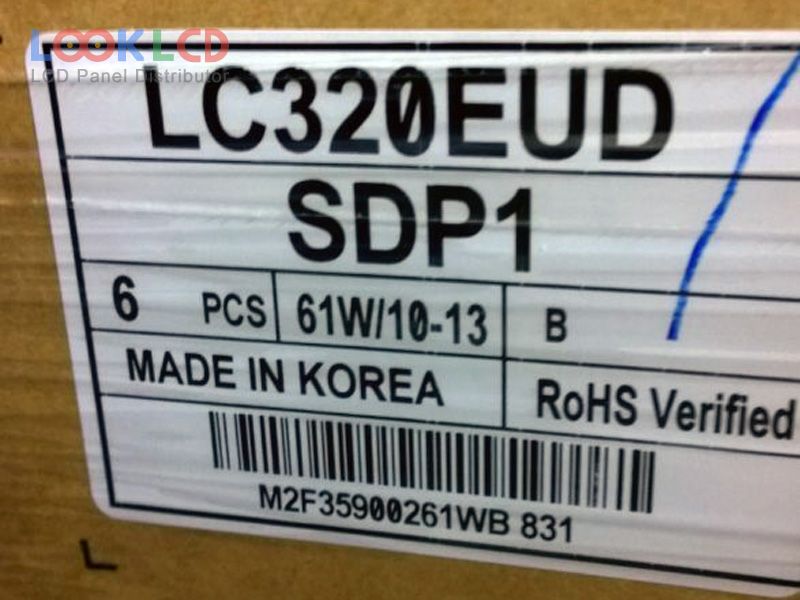 LOOKLCD
LCD Panel Distributor
LC320EUD
SDP1
6 PCS 61W/10-13 B
MADE IN KOREA RoHS Verified
M2F35900261WB 831